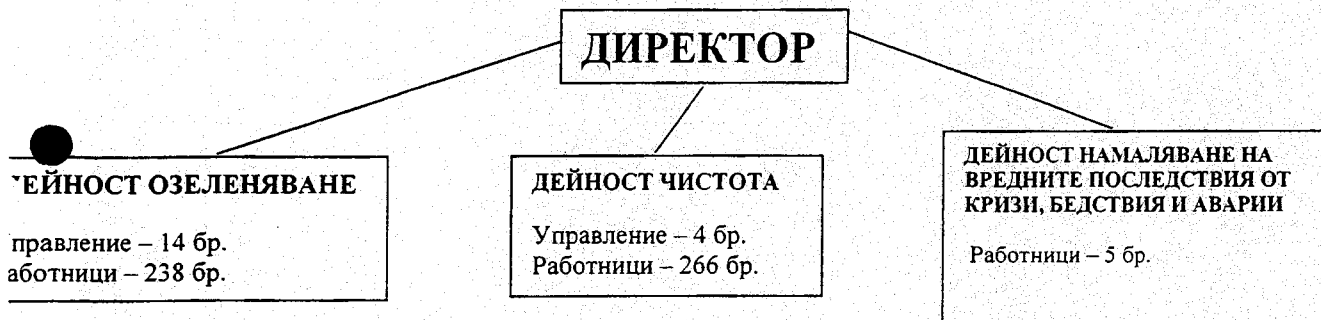 ДИРЕКТОР
ЕЙНОСТ ОЗЕЛЕНЯВАНЕ
правление – 14 бр.
аботници – 238 бр.
ДЕЙНОСТ ЧИСТОТА
Управление – 4 бр.
Работници – 266 бр.
ДЕЙНОСТ НАМАЛЯВАНЕ НА
ВРЕДНИТЕ ПОСЛЕДСТВИЯ ОТ
КРИЗИ, БЕДСТВИЯ И АВАРИИ
Работници – 5 бр.